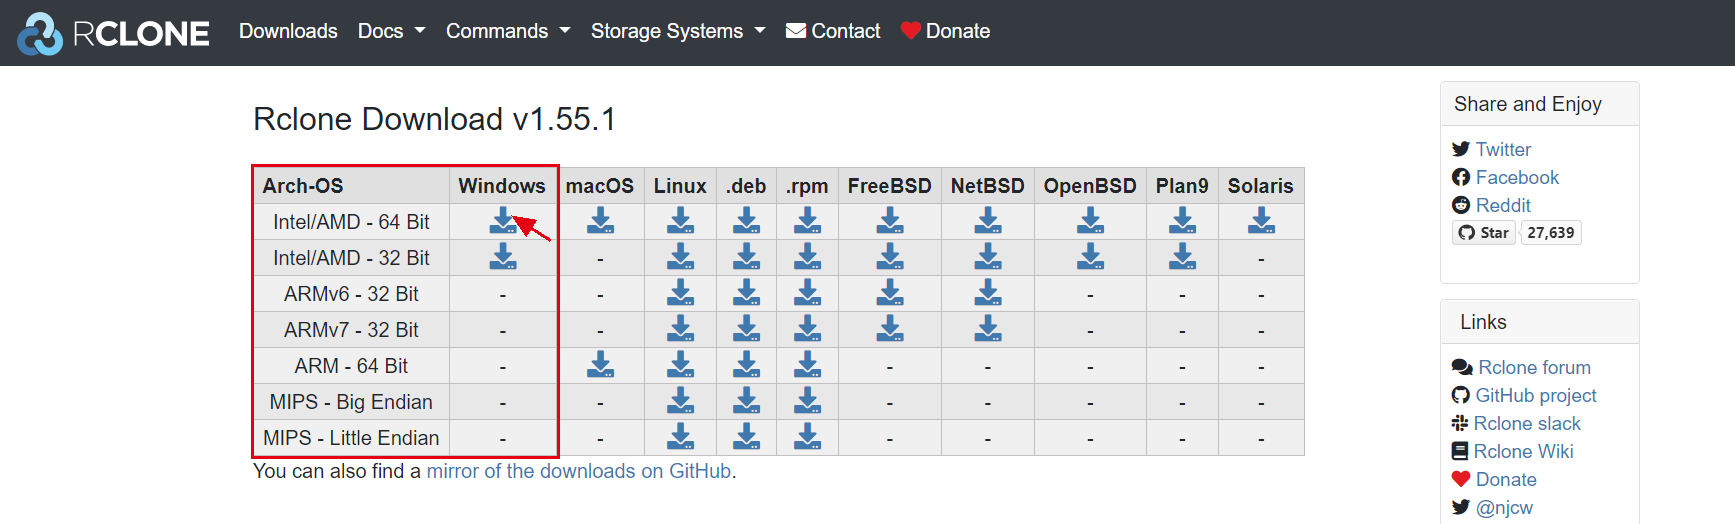 RCLONE Downloads Docs Commands Storage Systems Contact Donate
Rclone Download v1.55.1
Arch-OS Windows macOS Linux .deb .rpm FreeBSD NetBSD OpenBSD Plan9 Solaris
Intel/AMD - 64 Bit
Intel/AMD - 32 Bit - -
ARMv6 - 32 Bit - - - - -
ARMv7 - 32 Bit - - - - -
ARM - 64 Bit - - - - - -
MIPS - Big Endian - - - - - - -
MIPS - Little Endian - - - - - - -
You can also find a mirror of the downloads on GitHub.
Share and Enjoy
Twitter
Facebook
Reddit
Star 27,639
Links
Rclone forum
GitHub project
Rclone slack
Rclone Wiki
Donate
@njcw